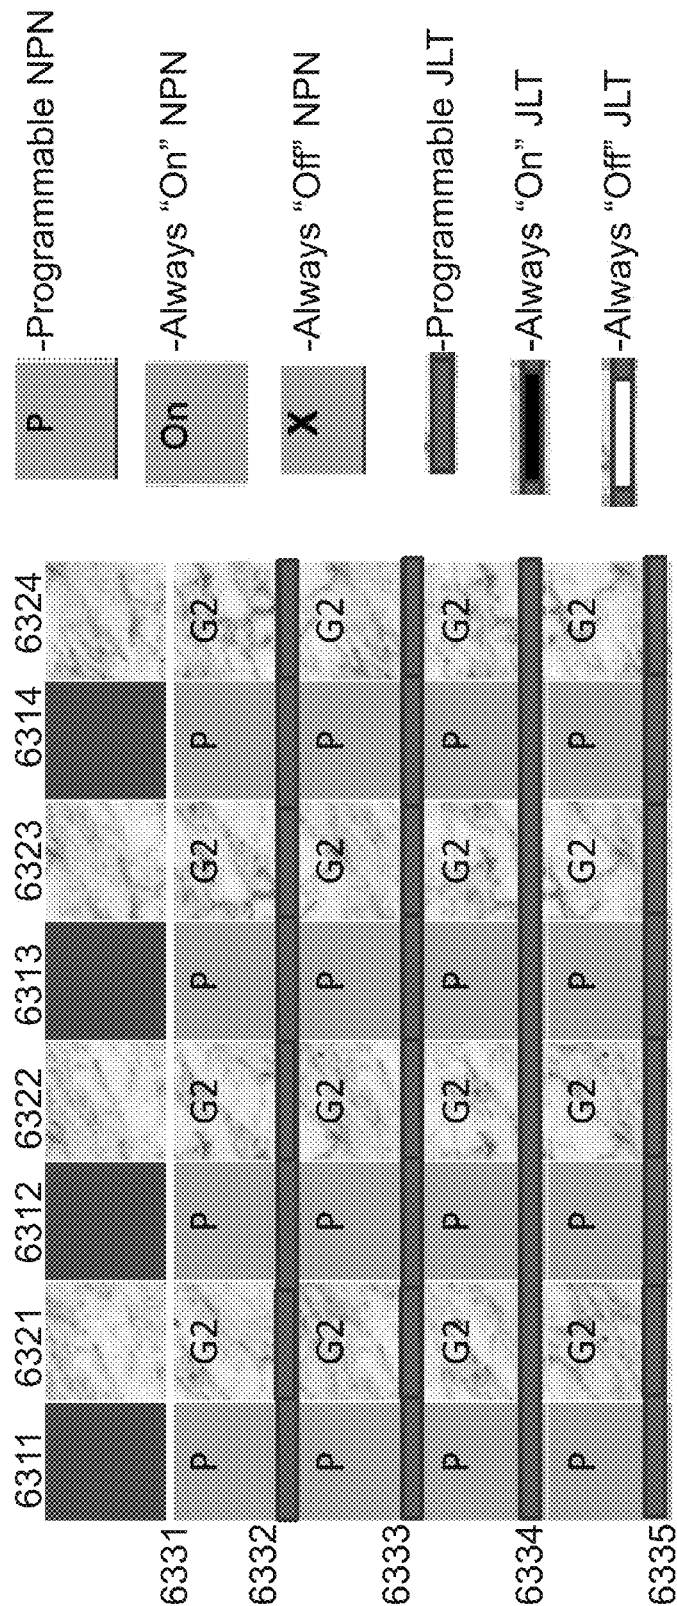 6311 6321 6312 6322 6313 6323 6314 6324
6331
P G2 P G2 P G2 P G2
6332
P G2 P G2 P G2 P G2
6333
P G2 P G2 P G2 P G2
6334
P G2 P G2 P G2 P G2
6335
P -Programmable NPN
On -Always “On” NPN
X -Always “Off” NPN
-Programmable JLT
-Always “On” JLT
-Always “Off” JLT